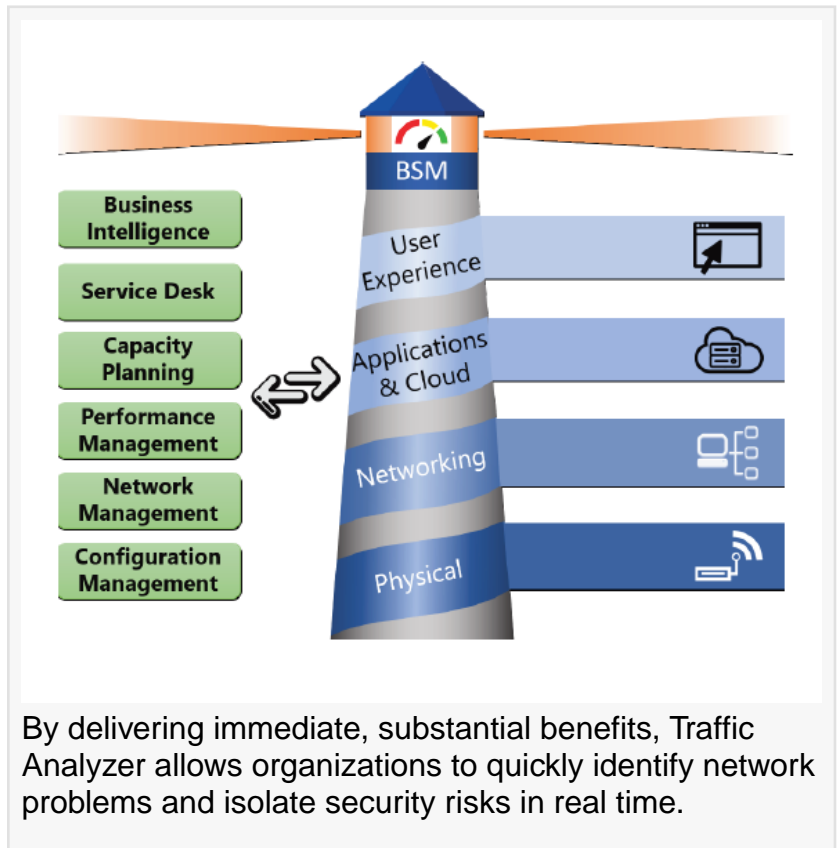 BSM
Business
Intelligence
Service Desk
Capacity
Planning
Performance
Management
Network
Management
Configuration
Management
User
Experience
Applications
& Cloud
Networking
Physical
By delivering immediate, substantial benefits, Traffic
Analyzer allows organizations to quickly identify network
problems and isolate security risks in real time.